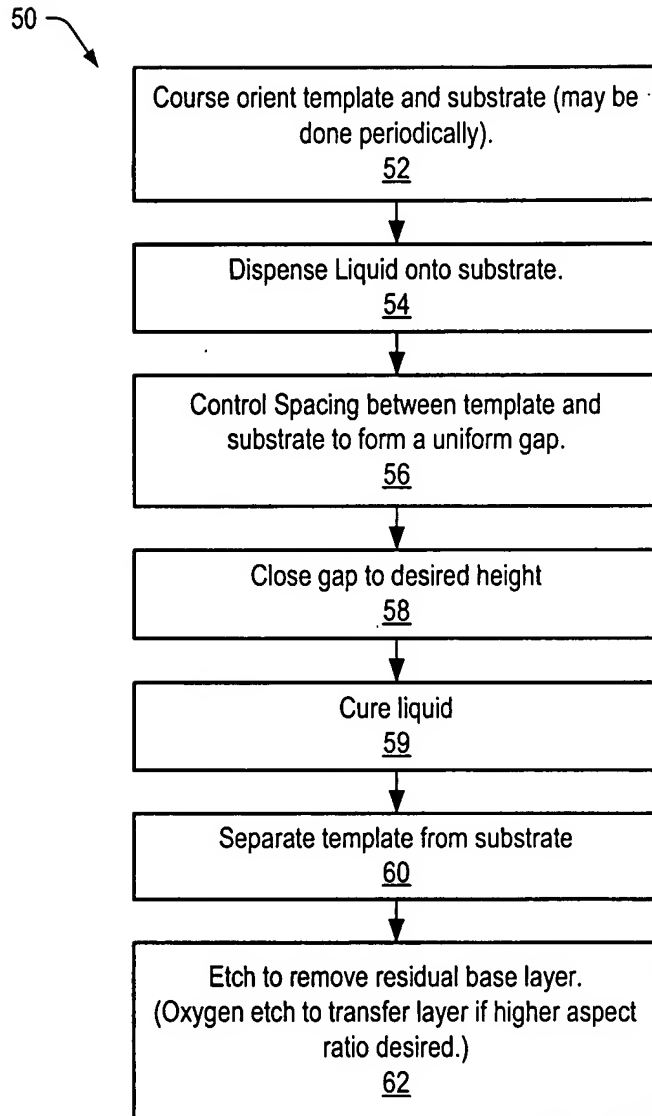 50
Course orient template and substrate (may be
done periodically).
52
Dispense Liquid onto substrate.
54
Control Spacing between template and
substrate to form a uniform gap.
56
Close gap to desired height
58
Cure liquid
59
Separate template from substrate
60
Etch to remove residual base layer.
(Oxygen etch to transfer layer if higher aspect
ratio desired.)
62